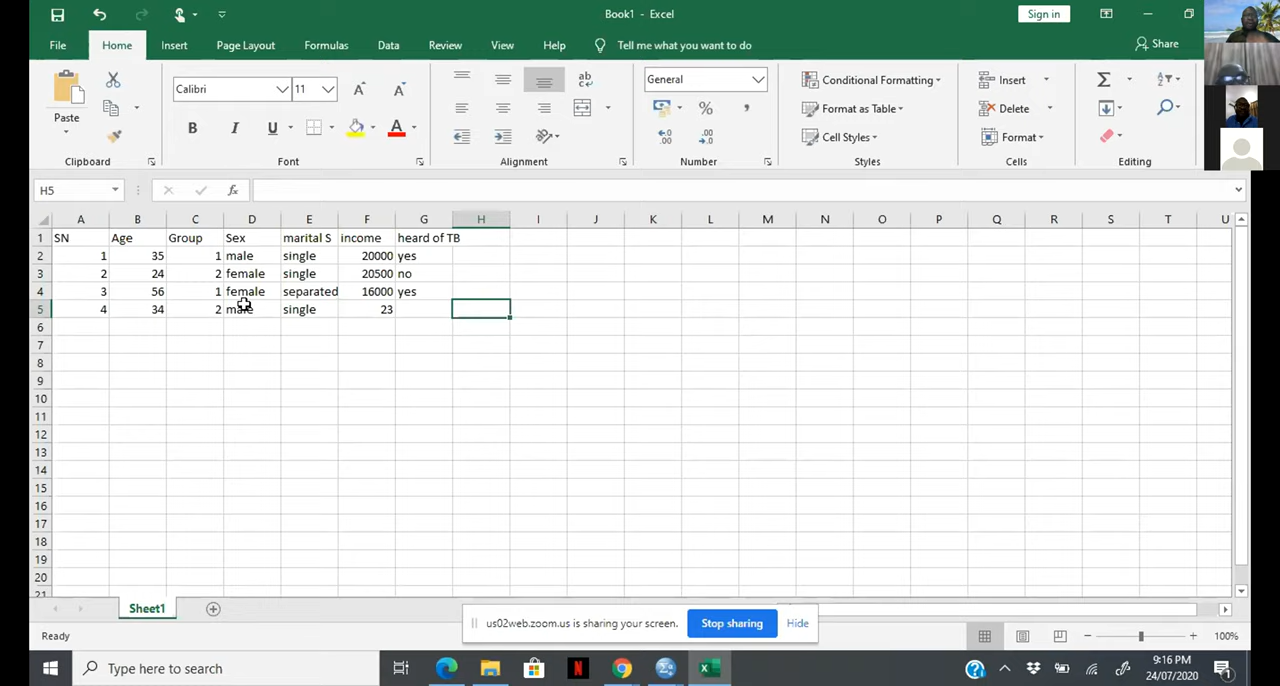 Book1 - Excel
Sign in
File Home Insert Page Layout Formulas Data Review View Help Tell me what you want to do Share
Paste
Calibri 11
B I U A
ab
General
% ,
Conditional Formatting
Format as Table
Cell Styles
Insert
Delete
Format
Clipboard Font Alignment Number Styles Cells Editing
H5 fx
A B C D E F G H I J K L M N O P Q R S T U
1 SN Age Group Sex marital S income heard of TB
2 1 35 1 male single 20000 yes
3 2 24 2 female single 20500 no
4 3 56 1 female separated 16000 yes
5 4 34 2 male single 23
6
7
8
9
10
11
12
13
14
15
16
17
18
19
20
21
Sheet1
us02web.zoom.us is sharing your screen. Stop sharing Hide
Ready 100%
Type here to search
9:16 PM
24/07/2020